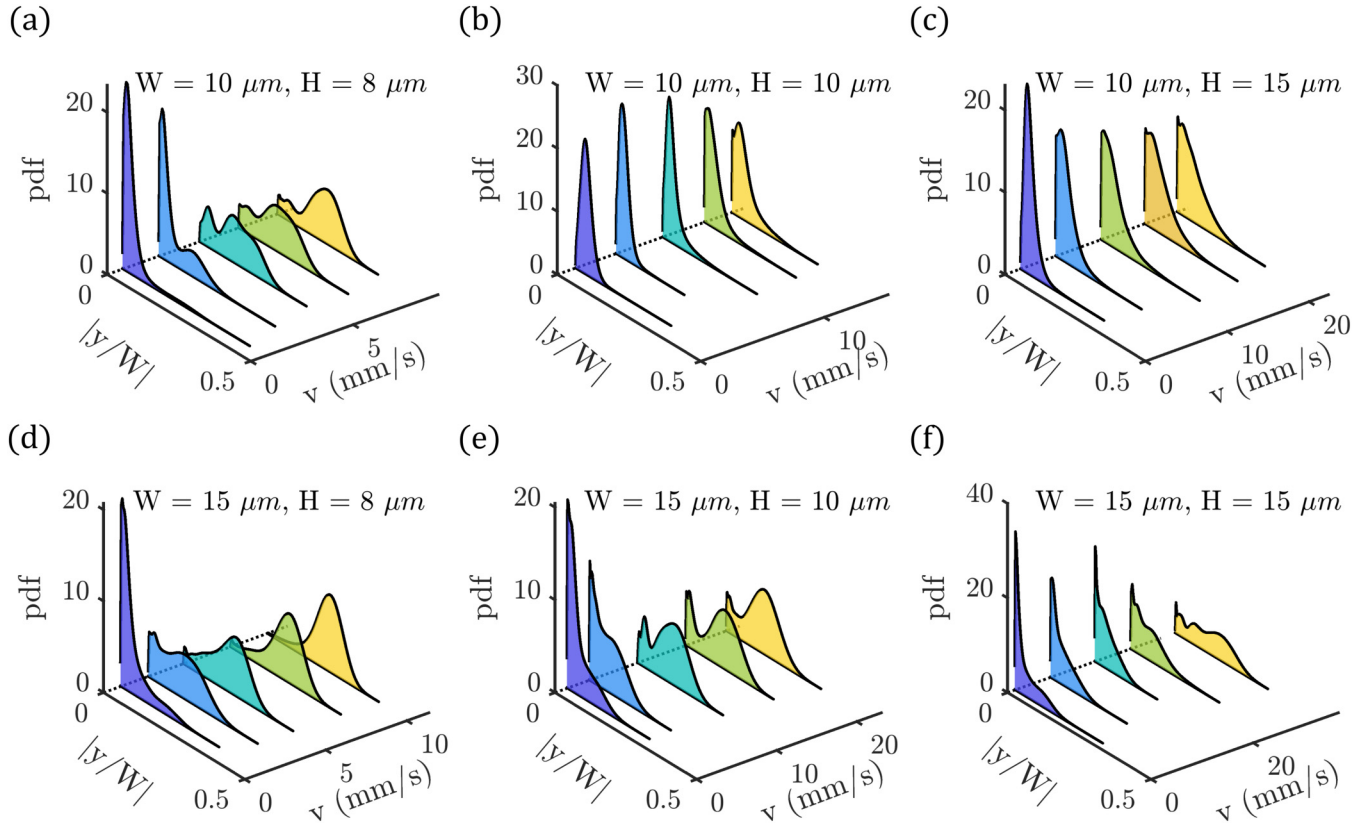 (a)
(b)
(c)
W = 10 μm, H = 8 μm
W = 10 μm, H = 10 μm
W = 10 μm, H = 15 μm
20
10
0
pdf
0
0.5
|y/W|
0
5
v (mm/s)
30
20
10
0
pdf
0
0.5
|y/W|
0
10
v (mm/s)
20
10
0
pdf
0
0.5
|y/W|
0
10
20
v (mm/s)
(d)
(e)
(f)
W = 15 μm, H = 8 μm
W = 15 μm, H = 10 μm
W = 15 μm, H = 15 μm
20
10
0
pdf
0
0.5
|y/W|
0
5
10
v (mm/s)
20
10
0
pdf
0
0.5
|y/W|
0
10
20
v (mm/s)
40
20
0
pdf
0
0.5
|y/W|
0
20
v (mm/s)